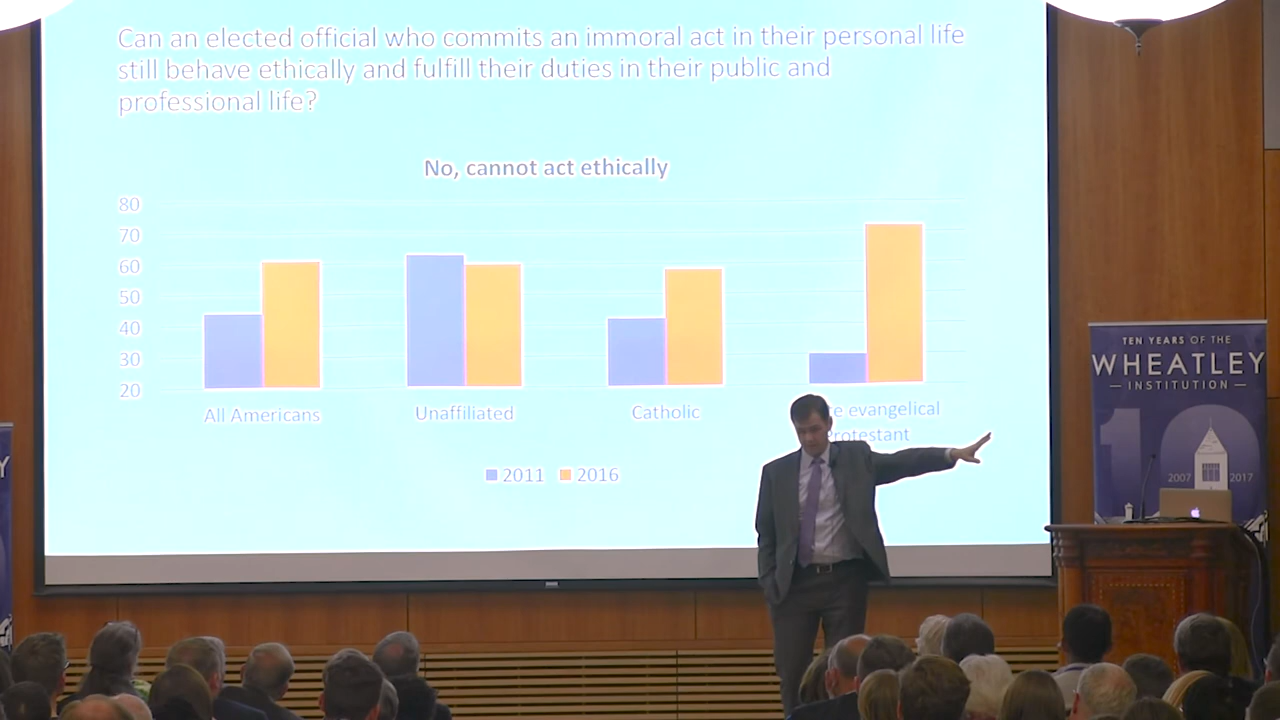 Can an elected official who commits an immoral act in their personal life
still behave ethically and fulfill their duties in their public and
professional life?
No, cannot act ethically
80
70
60
50
40
30
20
All Americans
Unaffiliated
Catholic
evangelical
Protestant
2011
2016
TEN YEARS OF THE
WHEATLEY
INSTITUTION
10
2007
2017
Y